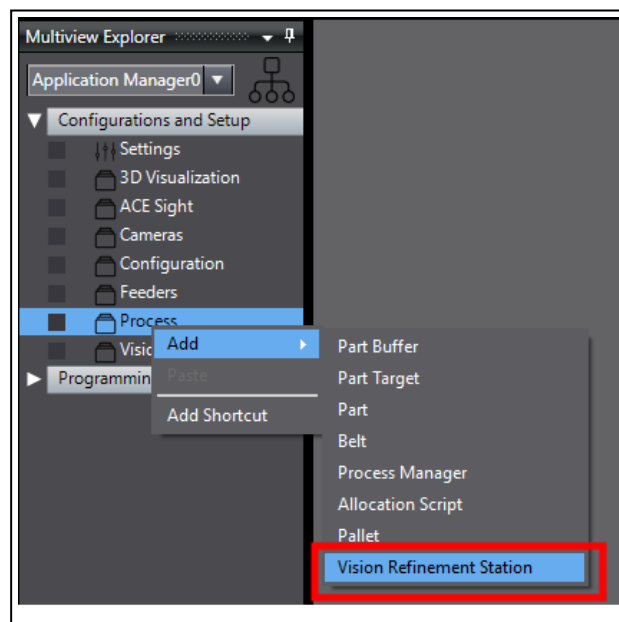 Multiview Explorer
Application Manager0
Configurations and Setup
Settings
3D Visualization
ACE Sight
Cameras
Configuration
Feeders
Process
Add
Paste
Programmin
Add Shortcut
Part Buffer
Part Target
Part
Belt
Process Manager
Allocation Script
Pallet
Vision Refinement Station